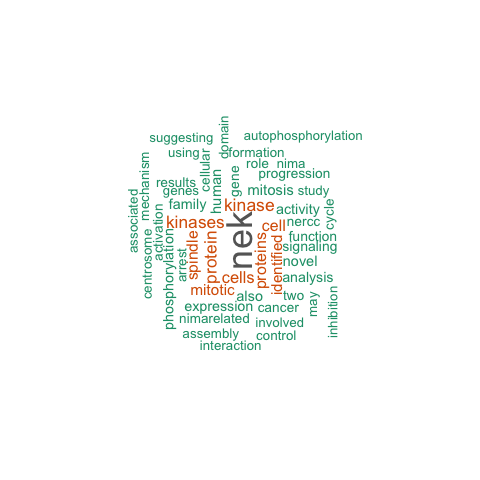 domain
suggesting
autophosphorylation
using
formation
cellular
role
nima
mechanism
gene
progression
results
genes
human
mitosis
study
associated
family
kinase
activity
cycle
kinases
nek
cell
nercc
activation
function
spindle
protein
proteins
identified
signaling
centrosome
phosphorylation
arrest
novel
cells
analysis
mitotic
also
two
may
inhibition
expression
cancer
nimarelated
involved
assembly
control
interaction